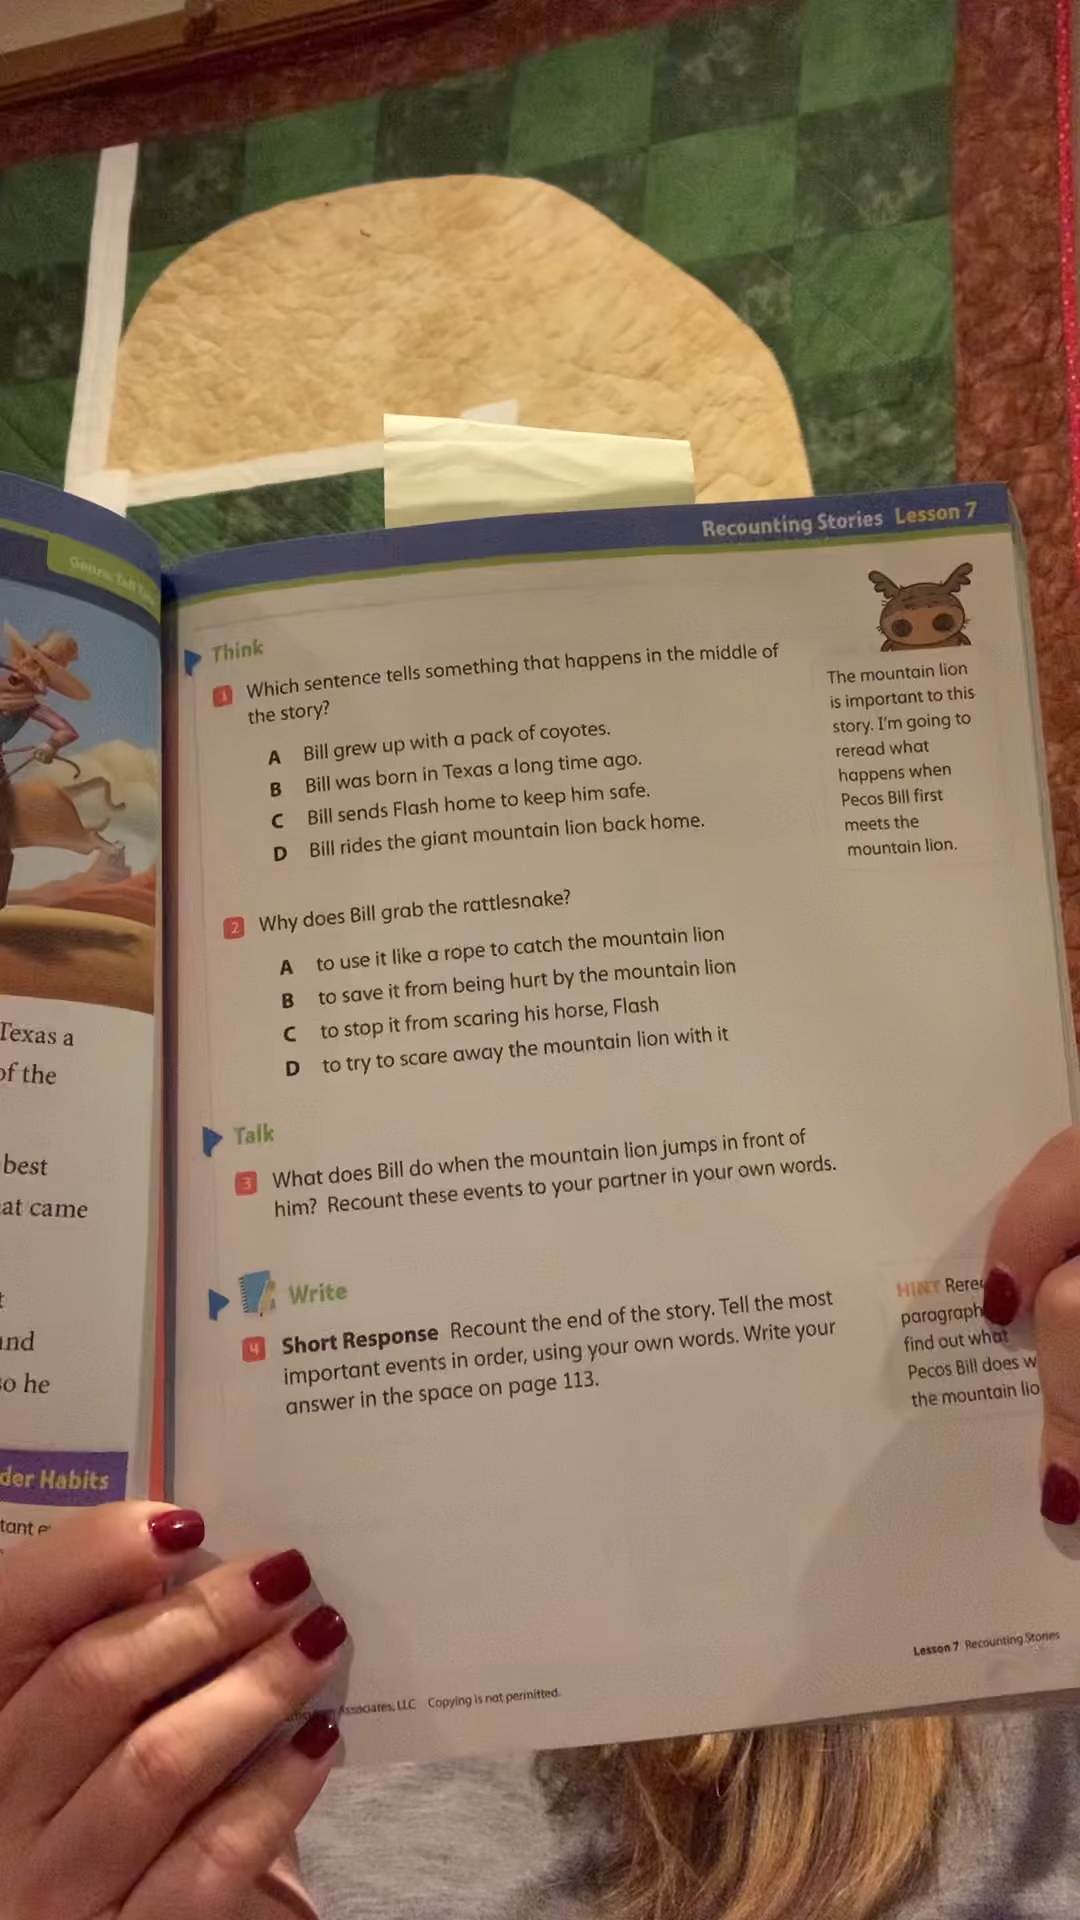 Recounting Stories Lesson 7
Texas a
of the
best
at came
and
so he
der Habits
Think
1 Which sentence tells something that happens in the middle of
the story?
A Bill grew up with a pack of coyotes.
B Bill was born in Texas a long time ago.
C Bill sends Flash home to keep him safe.
D Bill rides the giant mountain lion back home.
2 Why does Bill grab the rattlesnake?
A to use it like a rope to catch the mountain lion
B to save it from being hurt by the mountain lion
C to stop it from scaring his horse, Flash
D to try to scare away the mountain lion with it
Talk
3 What does Bill do when the mountain lion jumps in front of
him? Recount these events to your partner in your own words.
Write
4 Short Response Recount the end of the story. Tell the most
important events in order, using your own words. Write your
answer in the space on page 113.
The mountain lion
is important to this
story. I'm going to
reread what
happens when
Pecos Bill first
meets the
mountain lion.
HINT Rere
paragraph
find out what
Pecos Bill does w
the mountain lio
Associates, LLC Copying is not permitted.
Lesson 7 Recounting Stories